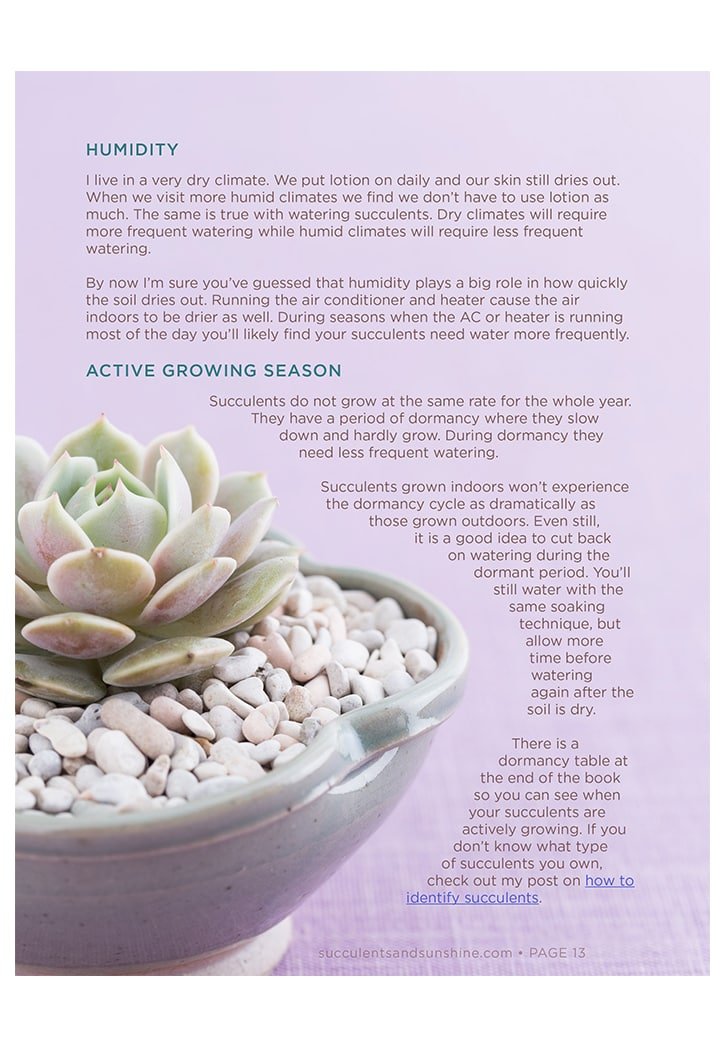 HUMIDITY
I live in a very dry climate. We put lotion on daily and our skin still dries out.
When we visit more humid climates we find we don’t have to use lotion as
much. The same is true with watering succulents. Dry climates will require
more frequent watering while humid climates will require less frequent
watering.
By now I’m sure you’ve guessed that humidity plays a big role in how quickly
the soil dries out. Running the air conditioner and heater cause the air
indoors to be drier as well. During seasons when the AC or heater is running
most of the day you’ll likely find your succulents need water more frequently.
ACTIVE GROWING SEASON
Succulents do not grow at the same rate for the whole year.
They have a period of dormancy where they slow
down and hardly grow. During dormancy they
need less frequent watering.
Succulents grown indoors won’t experience
the dormancy cycle as dramatically as
those grown outdoors. Even still,
it is a good idea to cut back
on watering during the
dormant period. You’ll
still water with the
same soaking
technique, but
allow more
time before
watering
again after the
soil is dry.
There is a
dormancy table at
the end of the book
so you can see when
your succulents are
actively growing. If you
don’t know what type
of succulents you own,
check out my post on how to
identify succulents.
succulentsandsunshine.com • PAGE 13